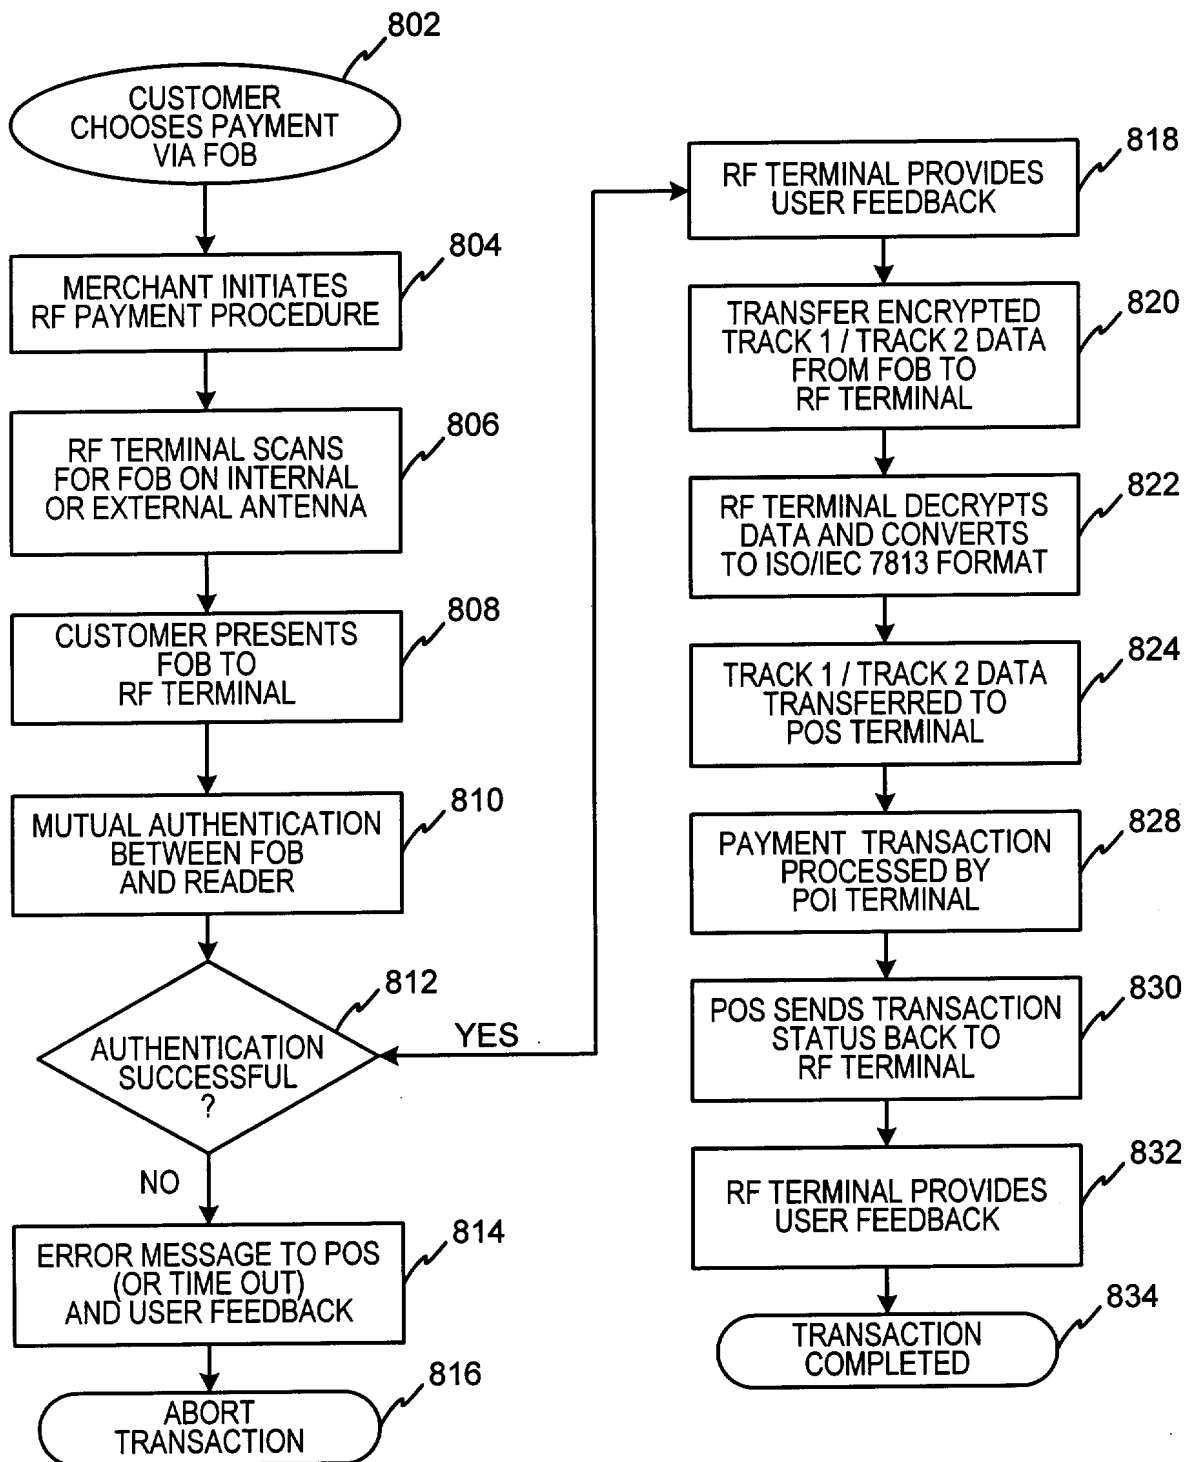 802
CUSTOMER
CHOOSES PAYMENT
VIA FOB
804
MERCHANT INITIATES
RF PAYMENT PROCEDURE
806
RF TERMINAL SCANS
FOR FOB ON INTERNAL
OR EXTERNAL ANTENNA
808
CUSTOMER PRESENTS
FOB TO
RF TERMINAL
810
MUTUAL AUTHENTICATION
BETWEEN FOB
AND READER
812
AUTHENTICATION
SUCCESSFUL
?
YES
NO
814
ERROR MESSAGE TO POS
(OR TIME OUT)
AND USER FEEDBACK
816
ABORT
TRANSACTION
818
RF TERMINAL PROVIDES
USER FEEDBACK
820
TRANSFER ENCRYPTED
TRACK 1 / TRACK 2 DATA
FROM FOB TO
RF TERMINAL
822
RF TERMINAL DECRYPTS
DATA AND CONVERTS
TO ISO/IEC 7813 FORMAT
824
TRACK 1 / TRACK 2 DATA
TRANSFERRED TO
POS TERMINAL
828
PAYMENT TRANSACTION
PROCESSED BY
POI TERMINAL
830
POS SENDS TRANSACTION
STATUS BACK TO
RF TERMINAL
832
RF TERMINAL PROVIDES
USER FEEDBACK
834
TRANSACTION
COMPLETED